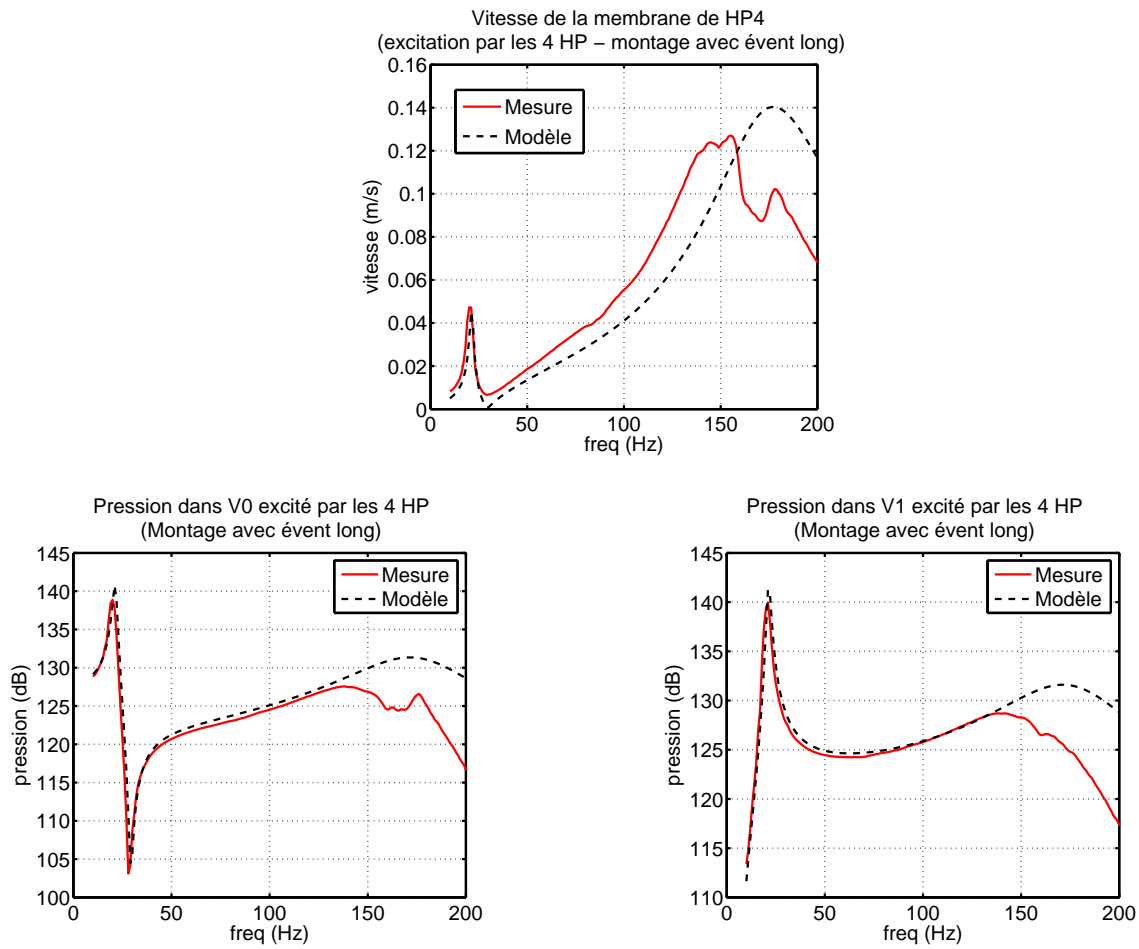 Vitesse de la membrane de HP4
(excitation par les 4 HP − montage avec évent long)
0.16
0.14
0.12
0.1
0.08
0.06
0.04
0.02
0
vitesse (m/s)
Mesure
Modèle
0 50 100 150 200
freq (Hz)
Pression dans V0 excité par les 4 HP
(Montage avec évent long)
145
140
135
130
125
120
115
110
105
100
pression (dB)
Mesure
Modèle
0 50 100 150 200
freq (Hz)
Pression dans V1 excité par les 4 HP
(Montage avec évent long)
145
140
135
130
125
120
115
110
pression (dB)
Mesure
Modèle
0 50 100 150 200
freq (Hz)